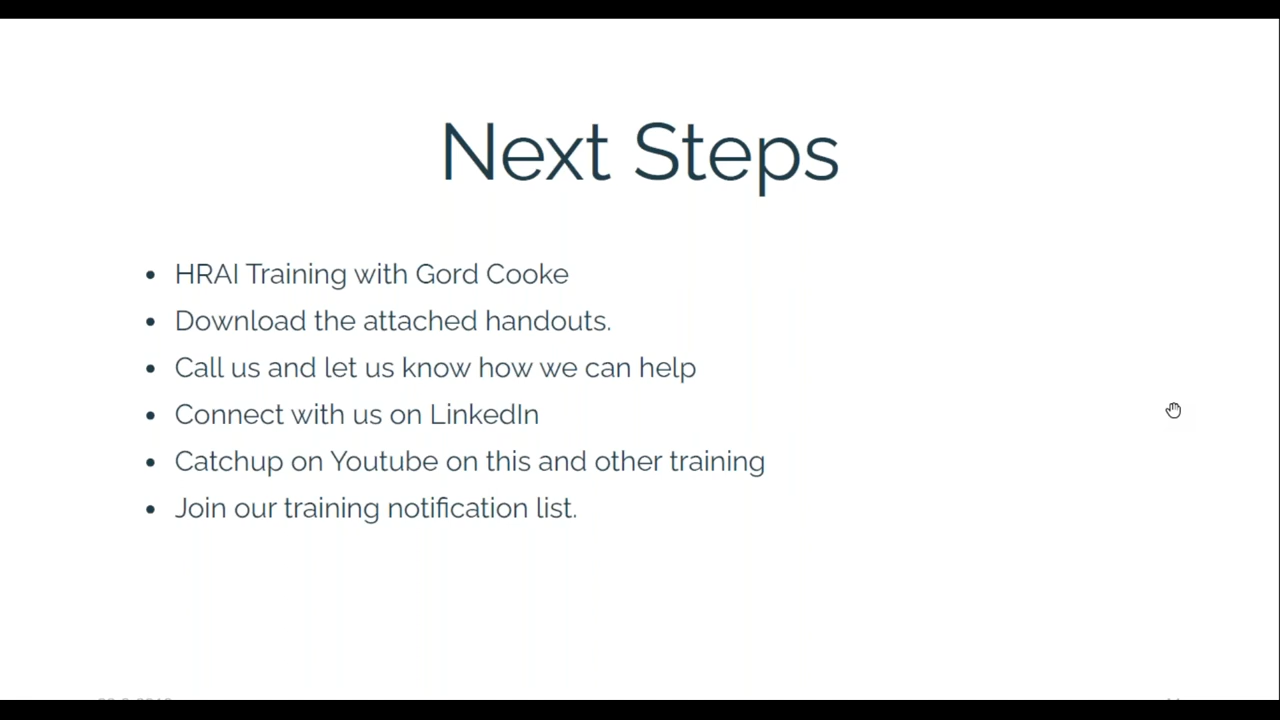 Next Steps
• HRAI Training with Gord Cooke
• Download the attached handouts.
• Call us and let us know how we can help
• Connect with us on LinkedIn
• Catchup on Youtube on this and other training
• Join our training notification list.